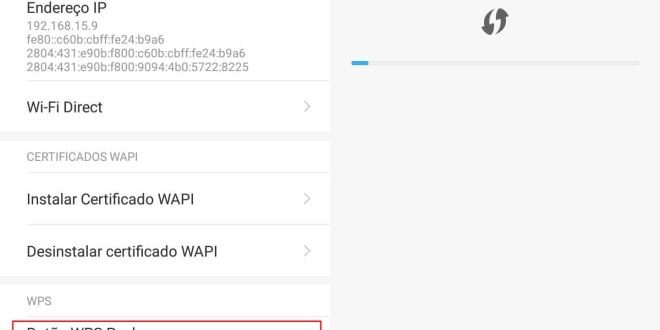 Endereço IP
192.168.15.9
fe80::c60b:cbff:fe24:b9a6
2804:431:e90b:f800:c60b:cbff:fe24:b9a6
2804:431:e90b:f800:9094:4b0:5722:8225
Wi-Fi Direct
CERTIFICADOS WAPI
Instalar Certificado WAPI
Desinstalar certificado WAPI
WPS
Botão WPS